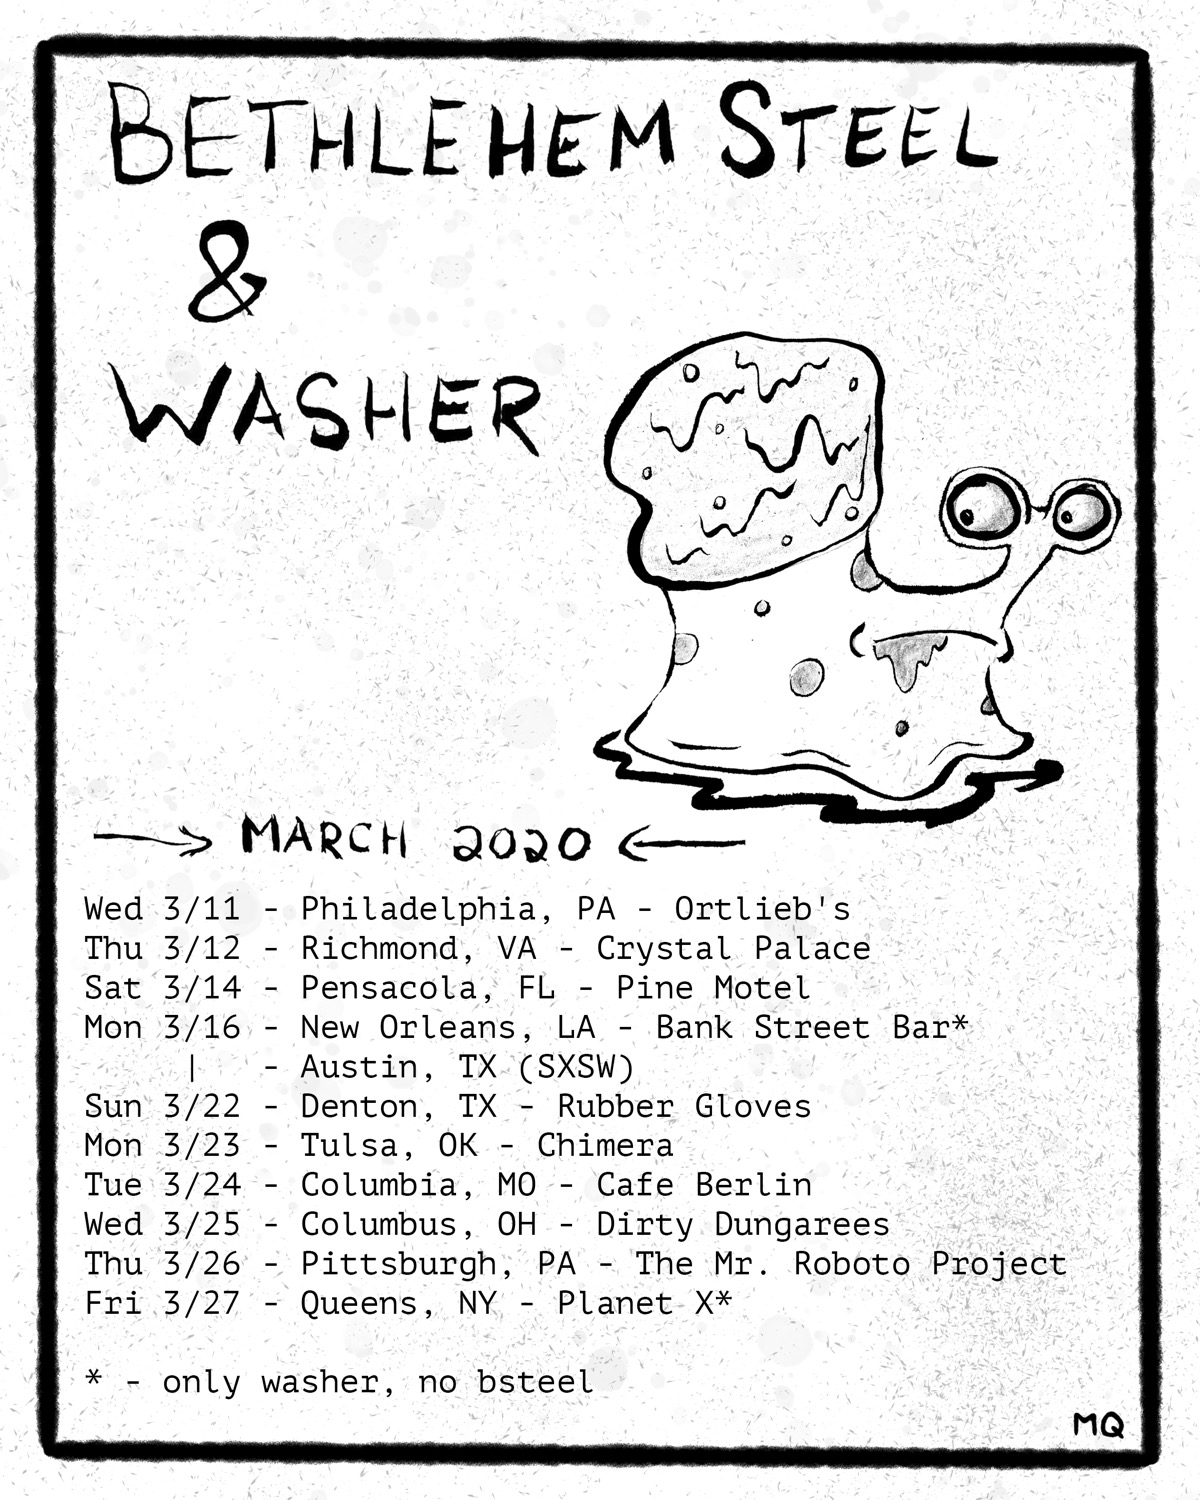 BETHLEHEM STEEL
&
WASHER
MARCH 2020
Wed 3/11 - Philadelphia, PA - Ortlieb's
Thu 3/12 - Richmond, VA - Crystal Palace
Sat 3/14 - Pensacola, FL - Pine Motel
Mon 3/16 - New Orleans, LA - Bank Street Bar*
| - Austin, TX (SXSW)
Sun 3/22 - Denton, TX - Rubber Gloves
Mon 3/23 - Tulsa, OK - Chimera
Tue 3/24 - Columbia, MO - Cafe Berlin
Wed 3/25 - Columbus, OH - Dirty Dungarees
Thu 3/26 - Pittsburgh, PA - The Mr. Roboto Project
Fri 3/27 - Queens, NY - Planet X*
* - only washer, no bsteel
MQ